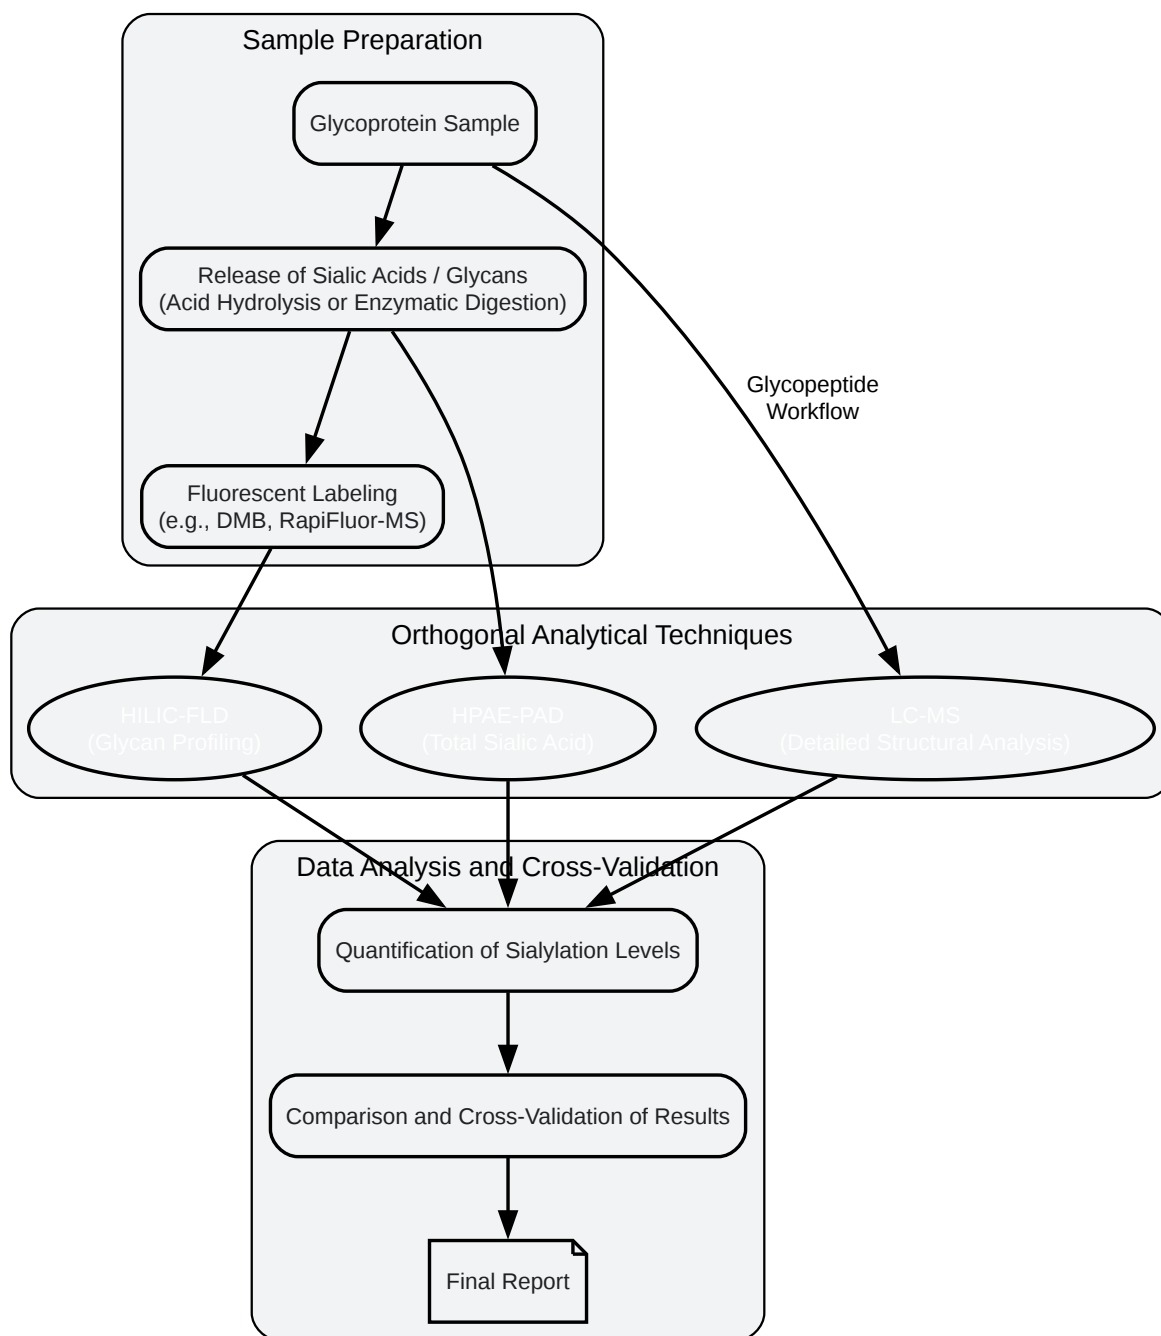 Sample Preparation
Glycoprotein Sample
Release of Sialic Acids / Glycans
(Acid Hydrolysis or Enzymatic Digestion)
Glycopeptide
Workflow
Fluorescent Labeling
(e.g., DMB, RapiFluor-MS)
Orthogonal Analytical Techniques
HILIC-FLD
(Glycan Profiling)
HPAE-PAD
(Total Sialic Acid)
LC-MS
(Detailed Structural Analysis)
Data Analysis and Cross-Validation
Quantification of Sialylation Levels
Comparison and Cross-Validation of Results
Final Report